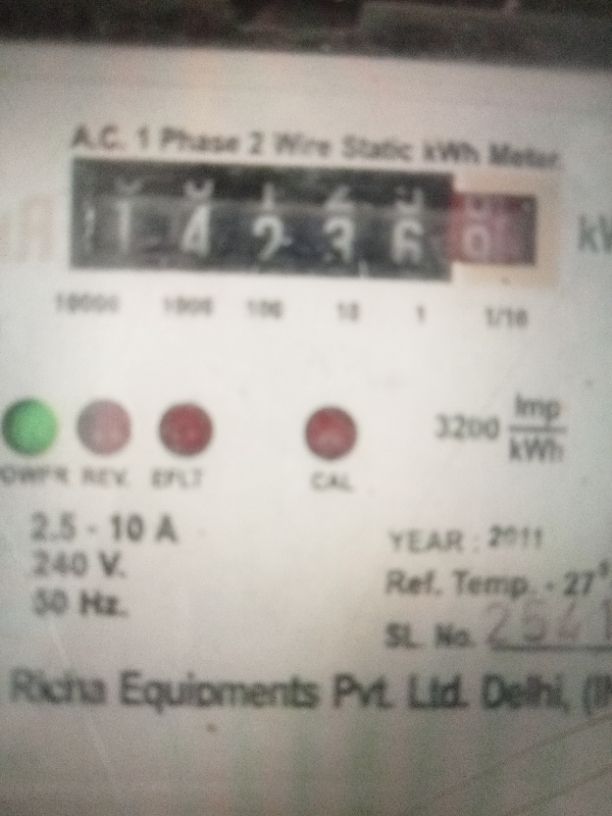 A.C. 1 Phase 2 Wire Static kWh Meter.
1 4 2 3 6 9
10000 1000 100 10 1 1/10
3200 Imp/kWh
POWER REV. EFLT CAL
2.5 - 10 A
240 V.
50 Hz.
YEAR : 2011
Ref. Temp. - 27°
SL. No. 2541
Richa Equipments Pvt. Ltd. Delhi,